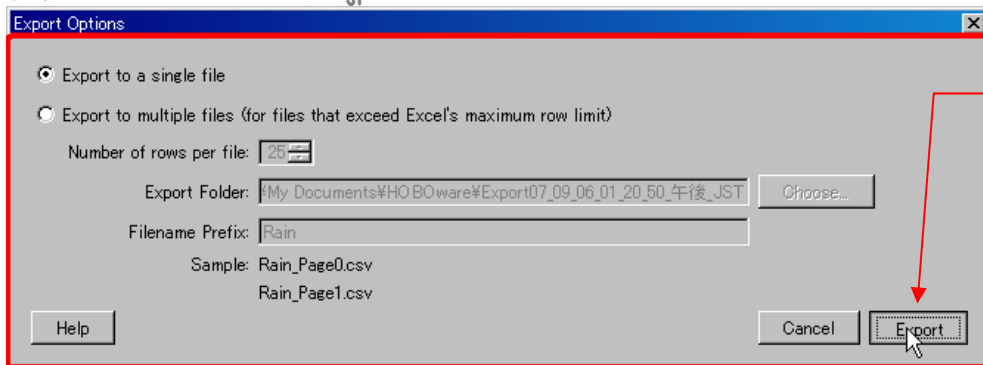 Export Options
Export to a single file
Export to multiple files (for files that exceed Excel's maximum row limit)
Number of rows per file: 25
Export Folder: ¥My Documents¥HOBOware¥Export07_09_06_01_20_50_午後_JST Choose...
Filename Prefix: Rain
Sample: Rain_Page0.csv
Rain_Page1.csv
Help Cancel Export